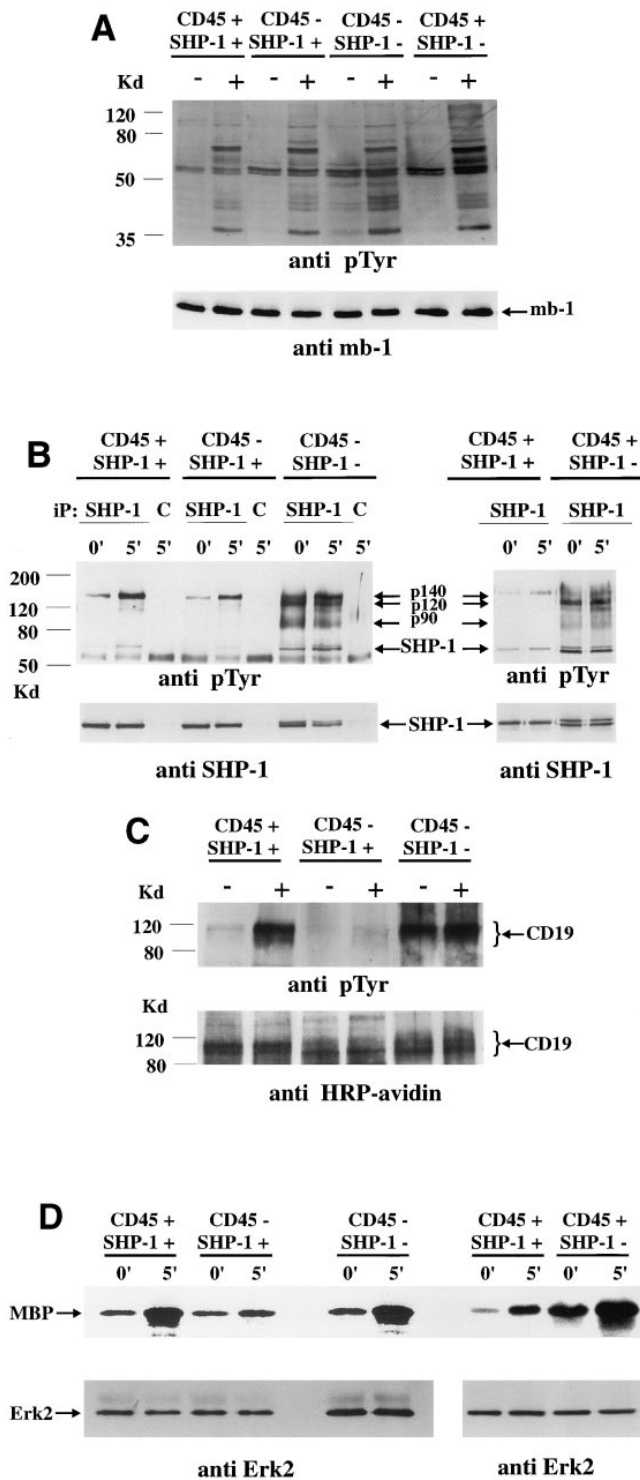 A
CD45 + CD45 - CD45 - CD45 +
SHP-1 + SHP-1 + SHP-1 - SHP-1 -
Kd - + - + - + - +
120
80
50
35
anti pTyr
mb-1
anti mb-1
B
CD45 + CD45 - CD45 - CD45 + CD45 +
SHP-1 + SHP-1 + SHP-1 - SHP-1 + SHP-1 -
iP: SHP-1 C SHP-1 C SHP-1 C SHP-1 SHP-1
0' 5' 5' 0' 5' 5' 0' 5' 5' 0' 5' 0' 5'
200
p140
120 p120
80 p90
SHP-1
50
anti pTyr anti pTyr
Kd
SHP-1
anti SHP-1 anti SHP-1
C
CD45 + CD45 - CD45 -
SHP-1 + SHP-1 + SHP-1 -
Kd - + - + - +
120 CD19
80
anti pTyr
Kd
120 CD19
80
anti HRP-avidin
D
CD45 + CD45 - CD45 - CD45 + CD45 +
SHP-1 + SHP-1 + SHP-1 - SHP-1 + SHP-1 -
0' 5' 0' 5' 0' 5' 0' 5' 0' 5'
MBP
Erk2
anti Erk2 anti Erk2